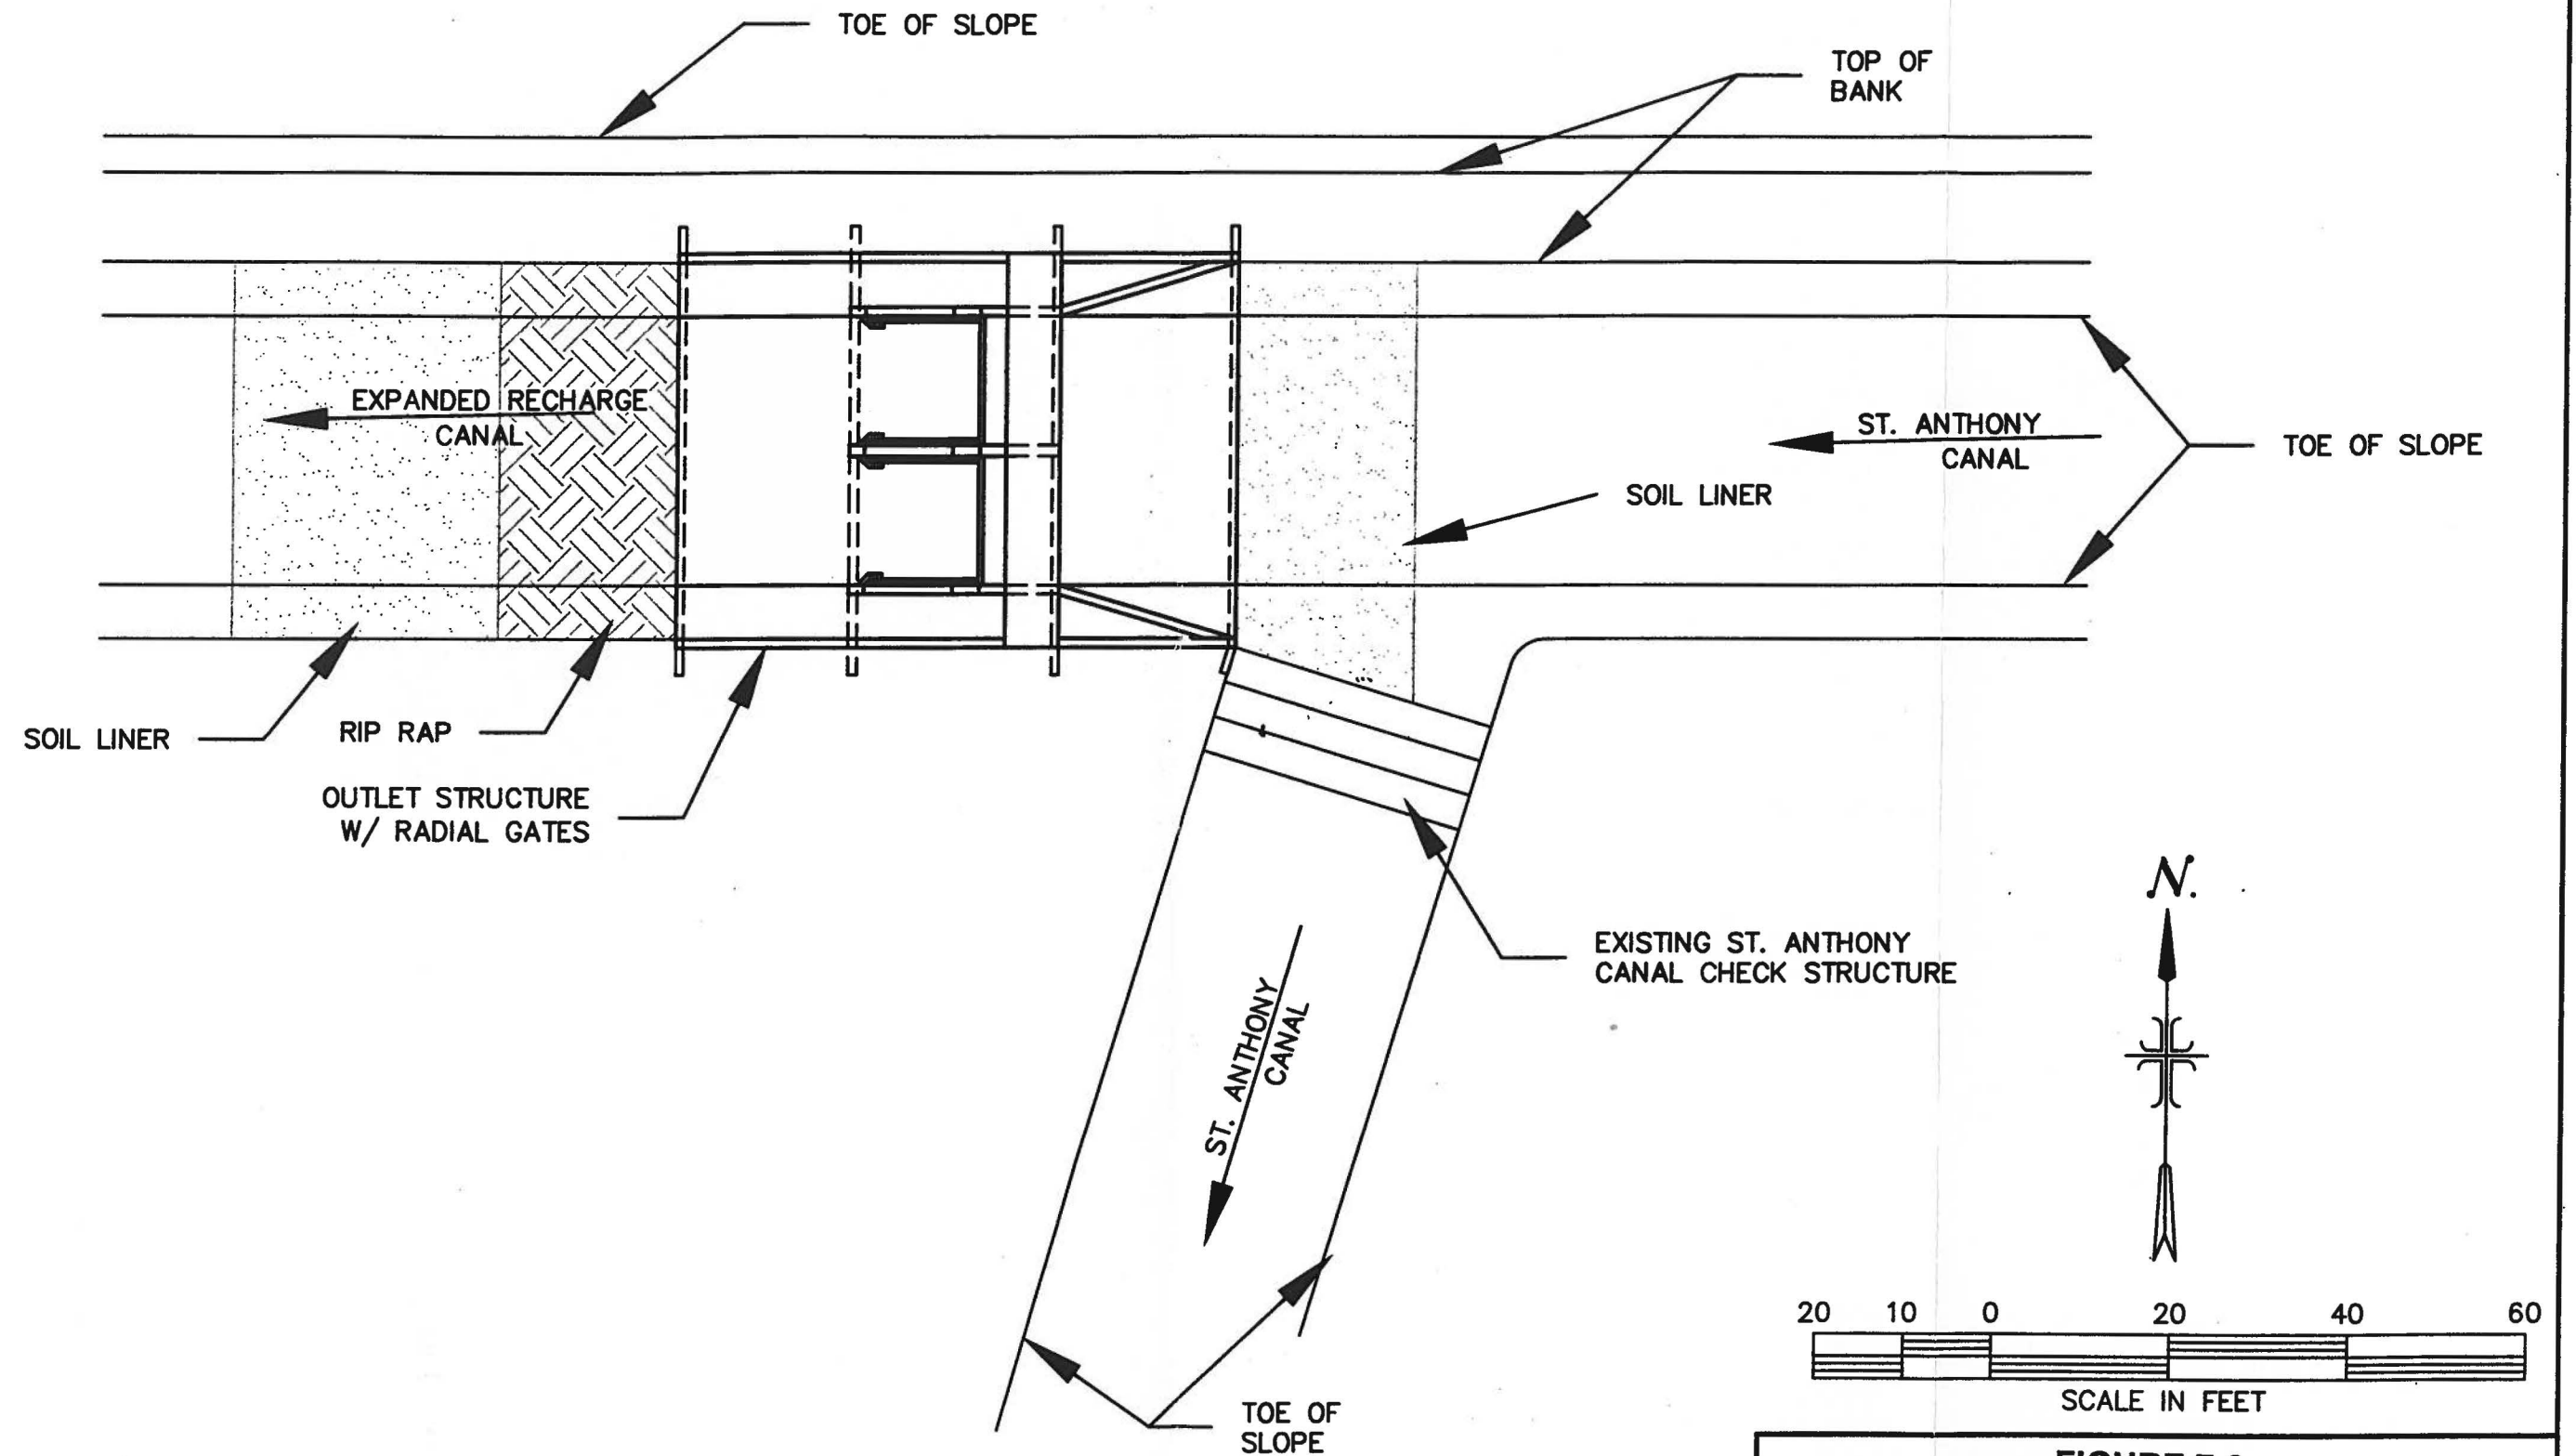 TOE OF SLOPE
TOP OF
BANK
EXPANDED RECHARGE
CANAL
ST. ANTHONY
CANAL
TOE OF SLOPE
SOIL LINER
SOIL LINER
RIP RAP
OUTLET STRUCTURE
W/ RADIAL GATES
EXISTING ST. ANTHONY
CANAL CHECK STRUCTURE
N.
ST. ANTHONY
CANAL
20 10 0 20 40 60
SCALE IN FEET
TOE OF
SLOPE